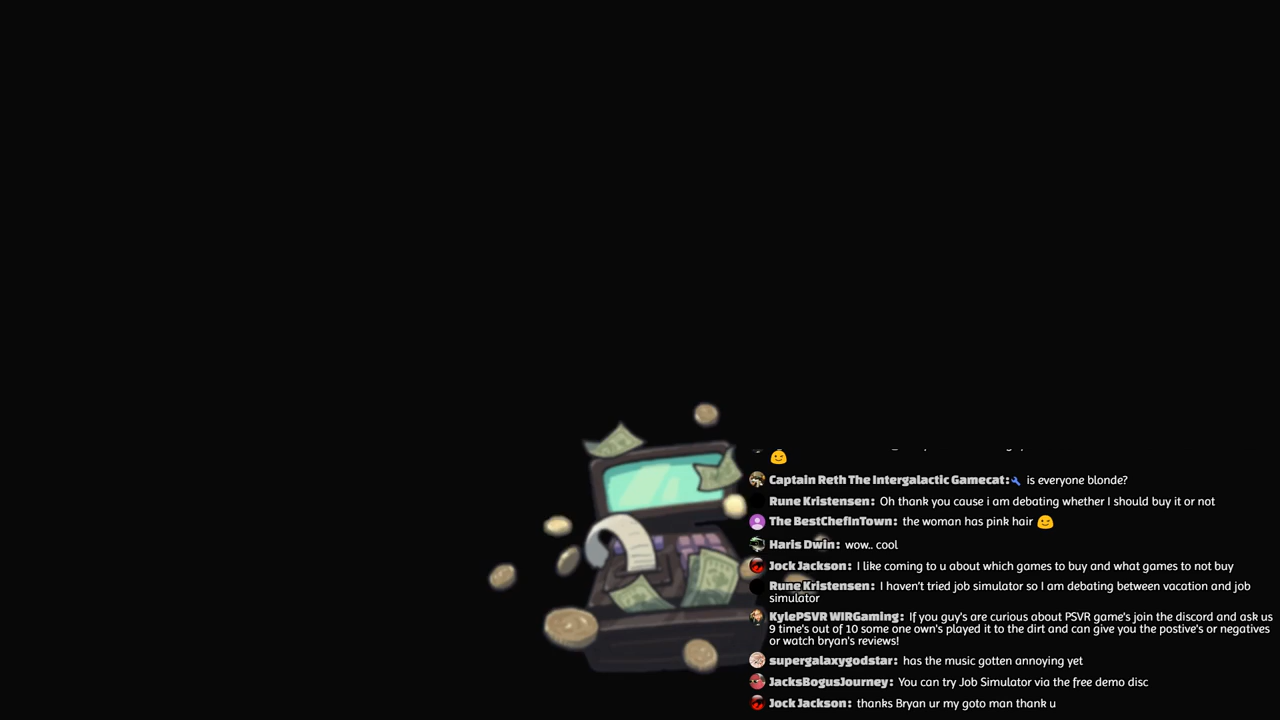 Captain Reth The Intergalactic Gamecat: is everyone blonde?
Rune Kristensen: Oh thank you cause i am debating whether I should buy it or not
The BestChefInTown: the woman has pink hair
Haris Dwin: wow.. cool
Jock Jackson: I like coming to u about which games to buy and what games to not buy
Rune Kristensen: I haven't tried job simulator so I am debating between vacation and job
simulator
KylePSVR WIRGaming: If you guy's are curious about PSVR game's join the discord and ask us
9 time's out of 10 some one own's played it to the dirt and can give you the postive's or negatives
or watch bryan's reviews!
supergalaxygodstar: has the music gotten annoying yet
JacksBogusJourney: You can try Job Simulator via the free demo disc
Jock Jackson: thanks Bryan ur my goto man thank u